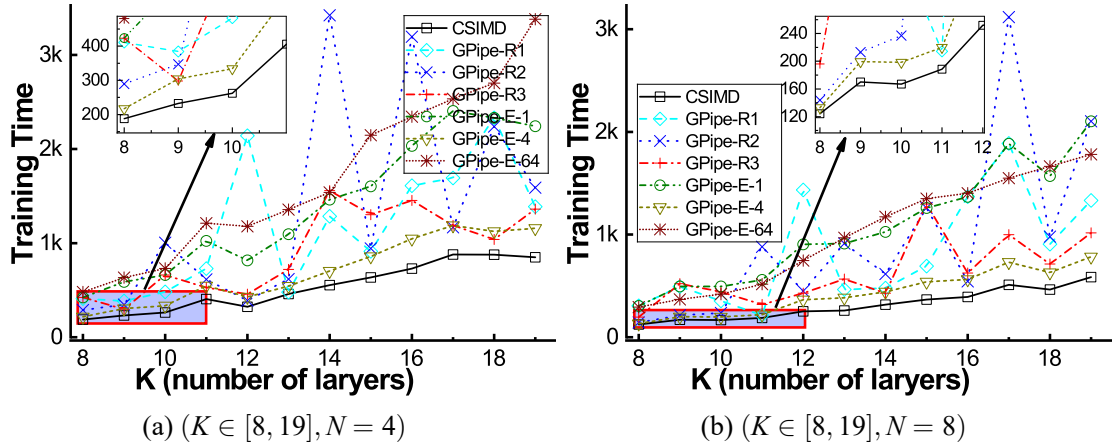 400
300
200
8
9
10
3k
2k
1k
0
Training Time
CSIMD
GPipe-R1
GPipe-R2
GPipe-R3
GPipe-E-1
GPipe-E-4
GPipe-E-64
8 10 12 14 16 18
K (number of laryers)
(a) (K ∈ [8, 19], N = 4)
260
240
220
200
180
160
140
120
8 9 10 11 12
3k
2k
1k
0
Training Time
CSIMD
GPipe-R1
GPipe-R2
GPipe-R3
GPipe-E-1
GPipe-E-4
GPipe-E-64
8 10 12 14 16 18
K (number of laryers)
(b) (K ∈ [8, 19], N = 8)